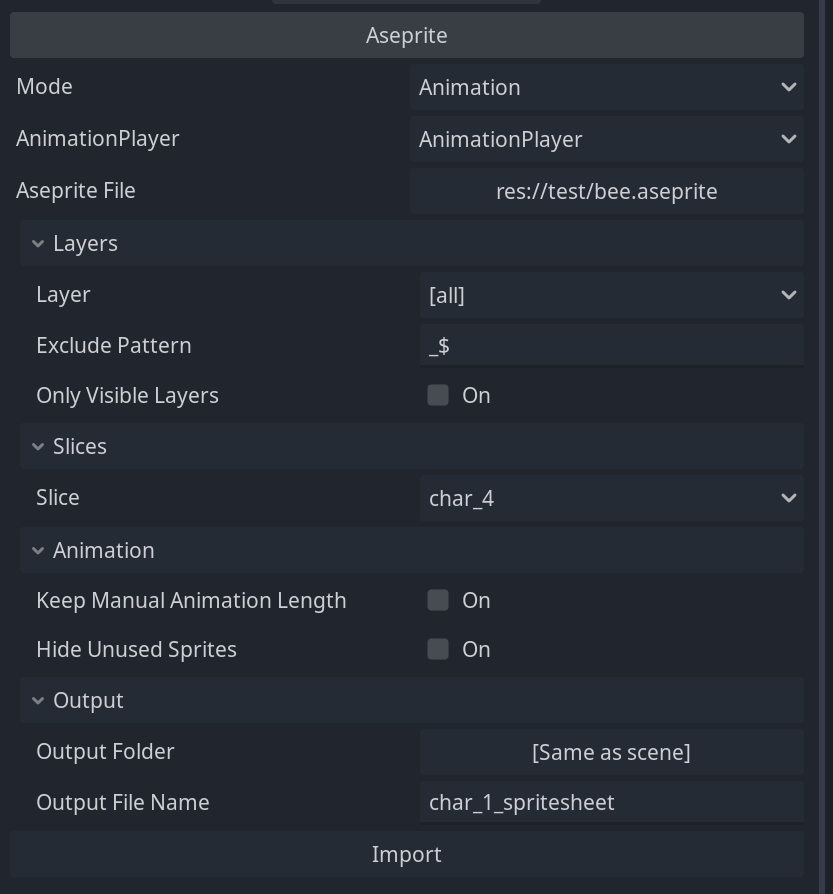 Aseprite
Mode Animation
AnimationPlayer AnimationPlayer
Aseprite File res://test/bee.aseprite
Layers
Layer [all]
Exclude Pattern _$
Only Visible Layers On
Slices
Slice char_4
Animation
Keep Manual Animation Length On
Hide Unused Sprites On
Output
Output Folder [Same as scene]
Output File Name char_1_spritesheet
Import